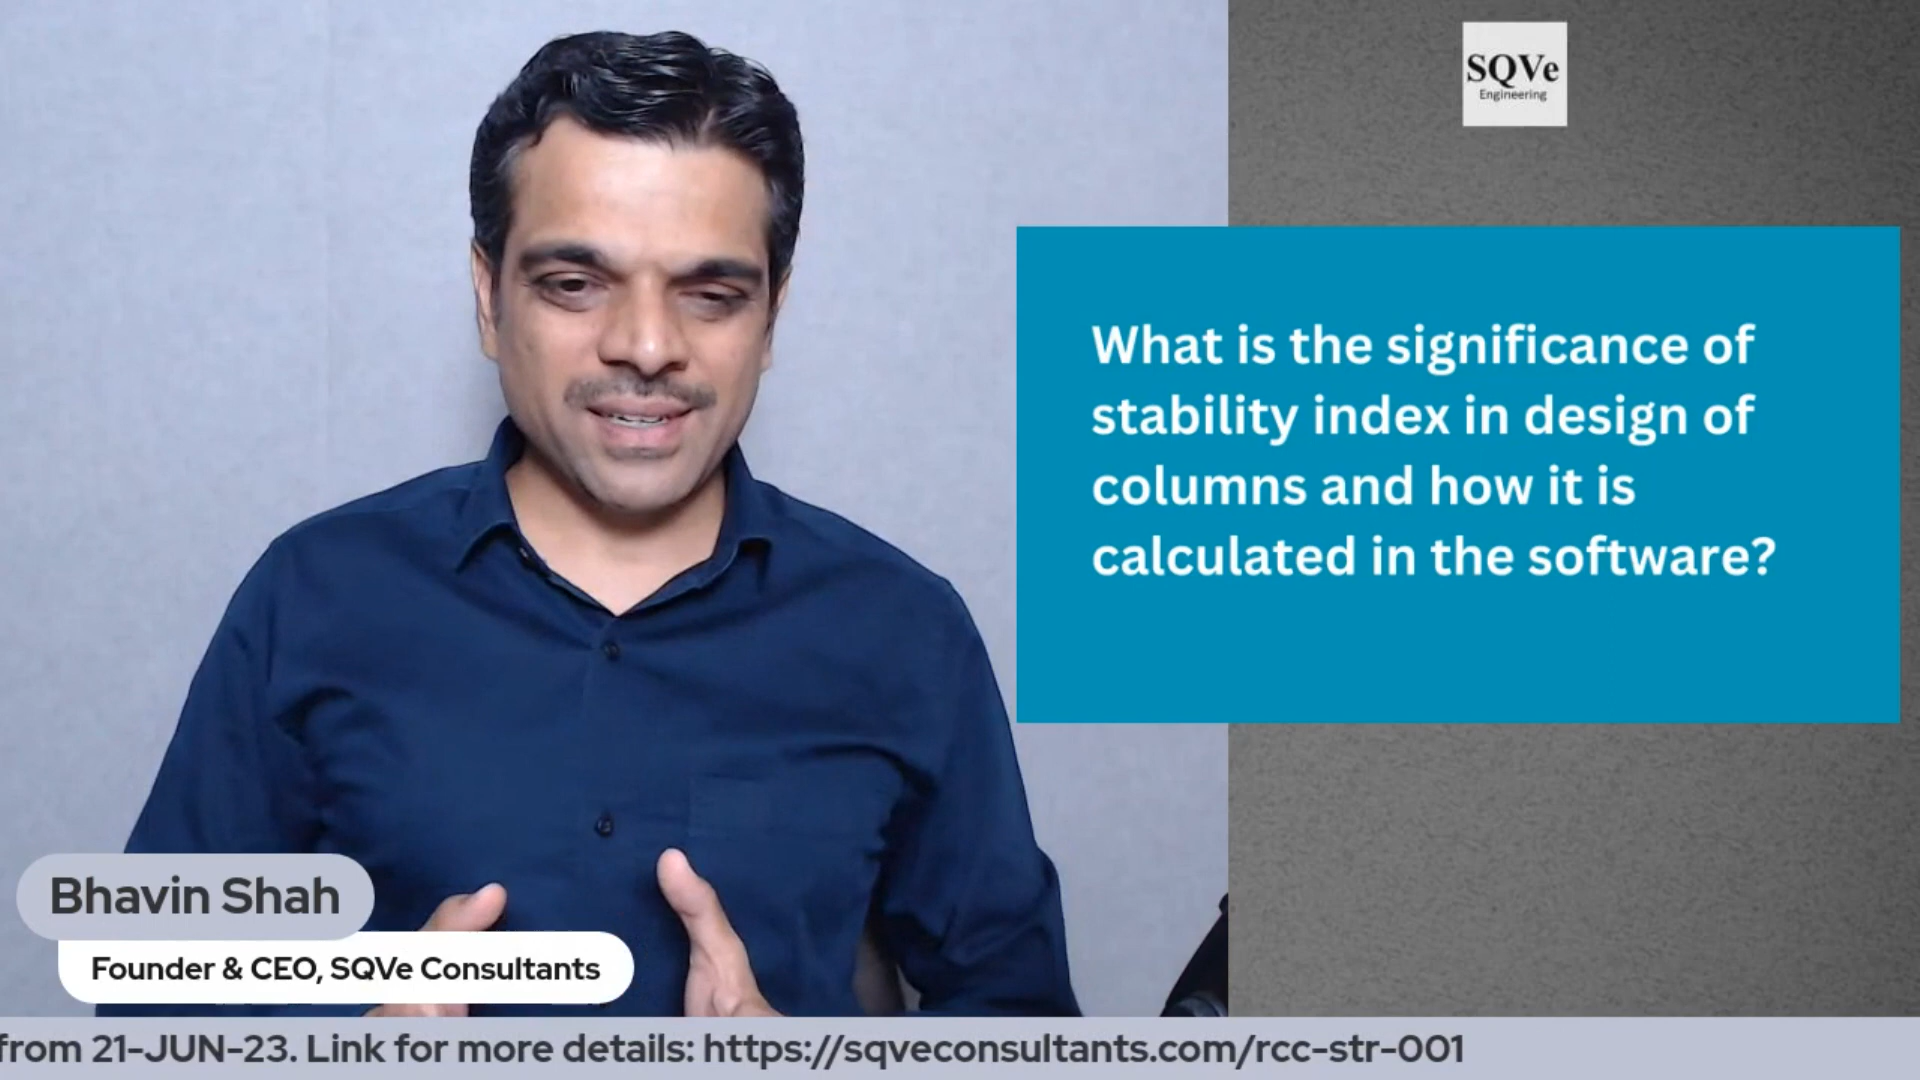 SQVe
Engineering
What is the significance of
stability index in design of
columns and how it is
calculated in the software?
Bhavin Shah
Founder & CEO, SQVe Consultants
from 21-JUN-23. Link for more details: https://sqveconsultants.com/rcc-str-001